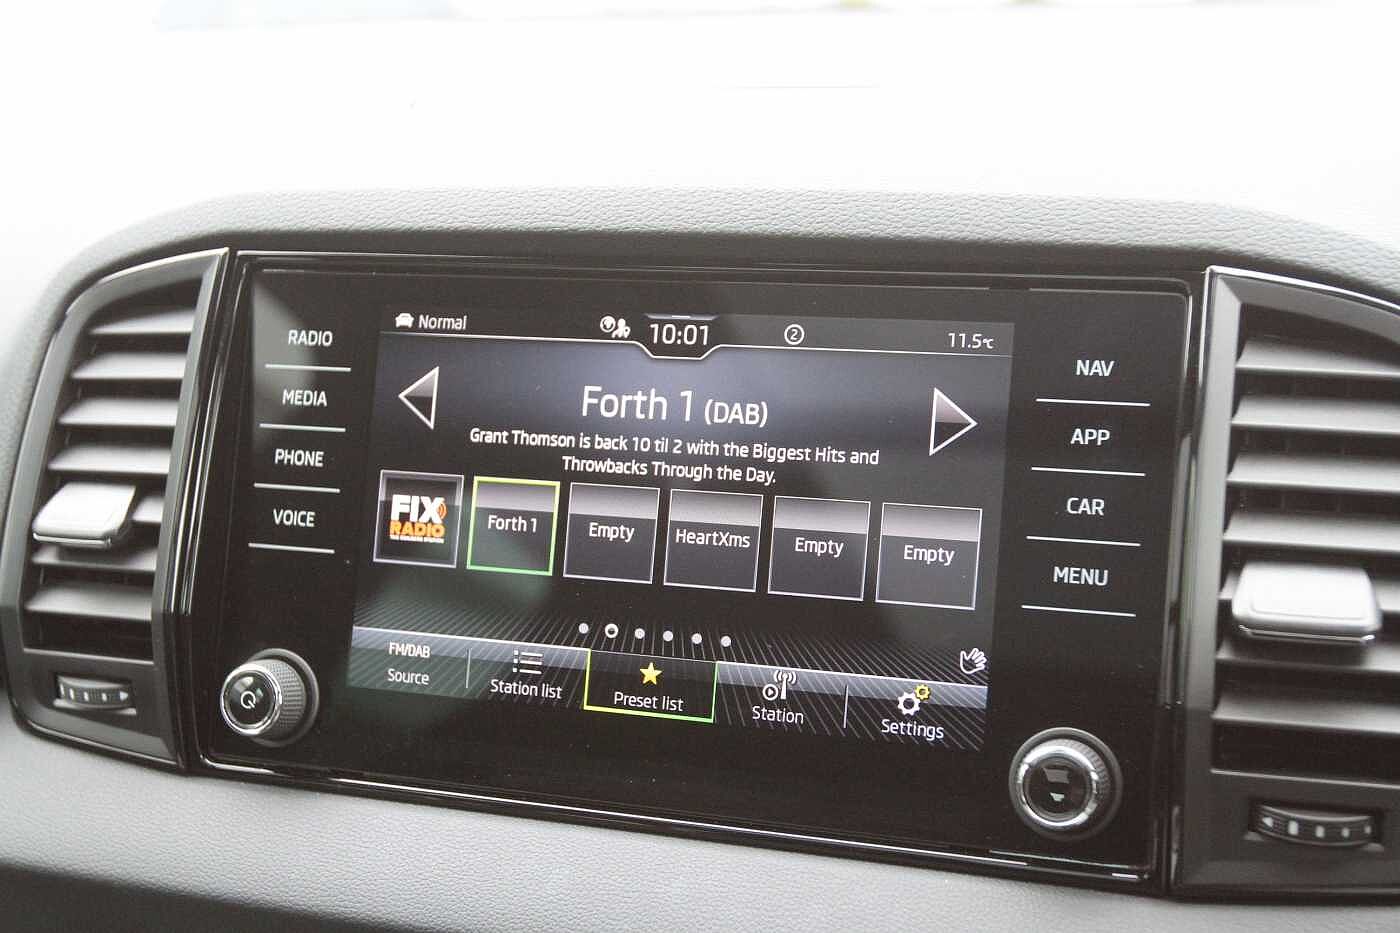 Normal
10:01
2
11.5°C
RADIO
MEDIA
PHONE
VOICE
Forth 1 (DAB)
Grant Thomson is back 10 til 2 with the Biggest Hits and
Throwbacks Through the Day.
FIX
RADIO
Forth 1
Empty
HeartXms
Empty
Empty
FM/DAB
Source
Station list
Preset list
Station
Settings
NAV
APP
CAR
MENU